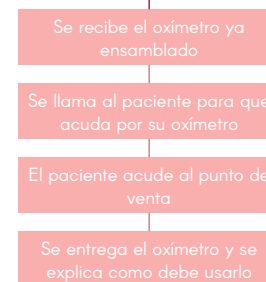 Se recibe el oxímetro ya
ensamblado
Se llama al paciente para que
acuda por su oxímetro
El paciente acude al punto de
venta
Se entrega el oxímetro y se
explica como debe usarlo